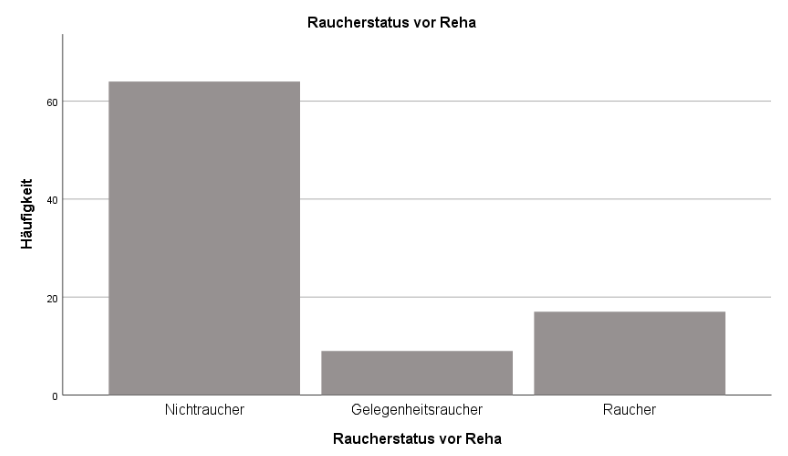 Raucherstatus vor Reha
Häufigkeit
60
40
20
0
Nichtraucher Gelegenheitsraucher Raucher
Raucherstatus vor Reha